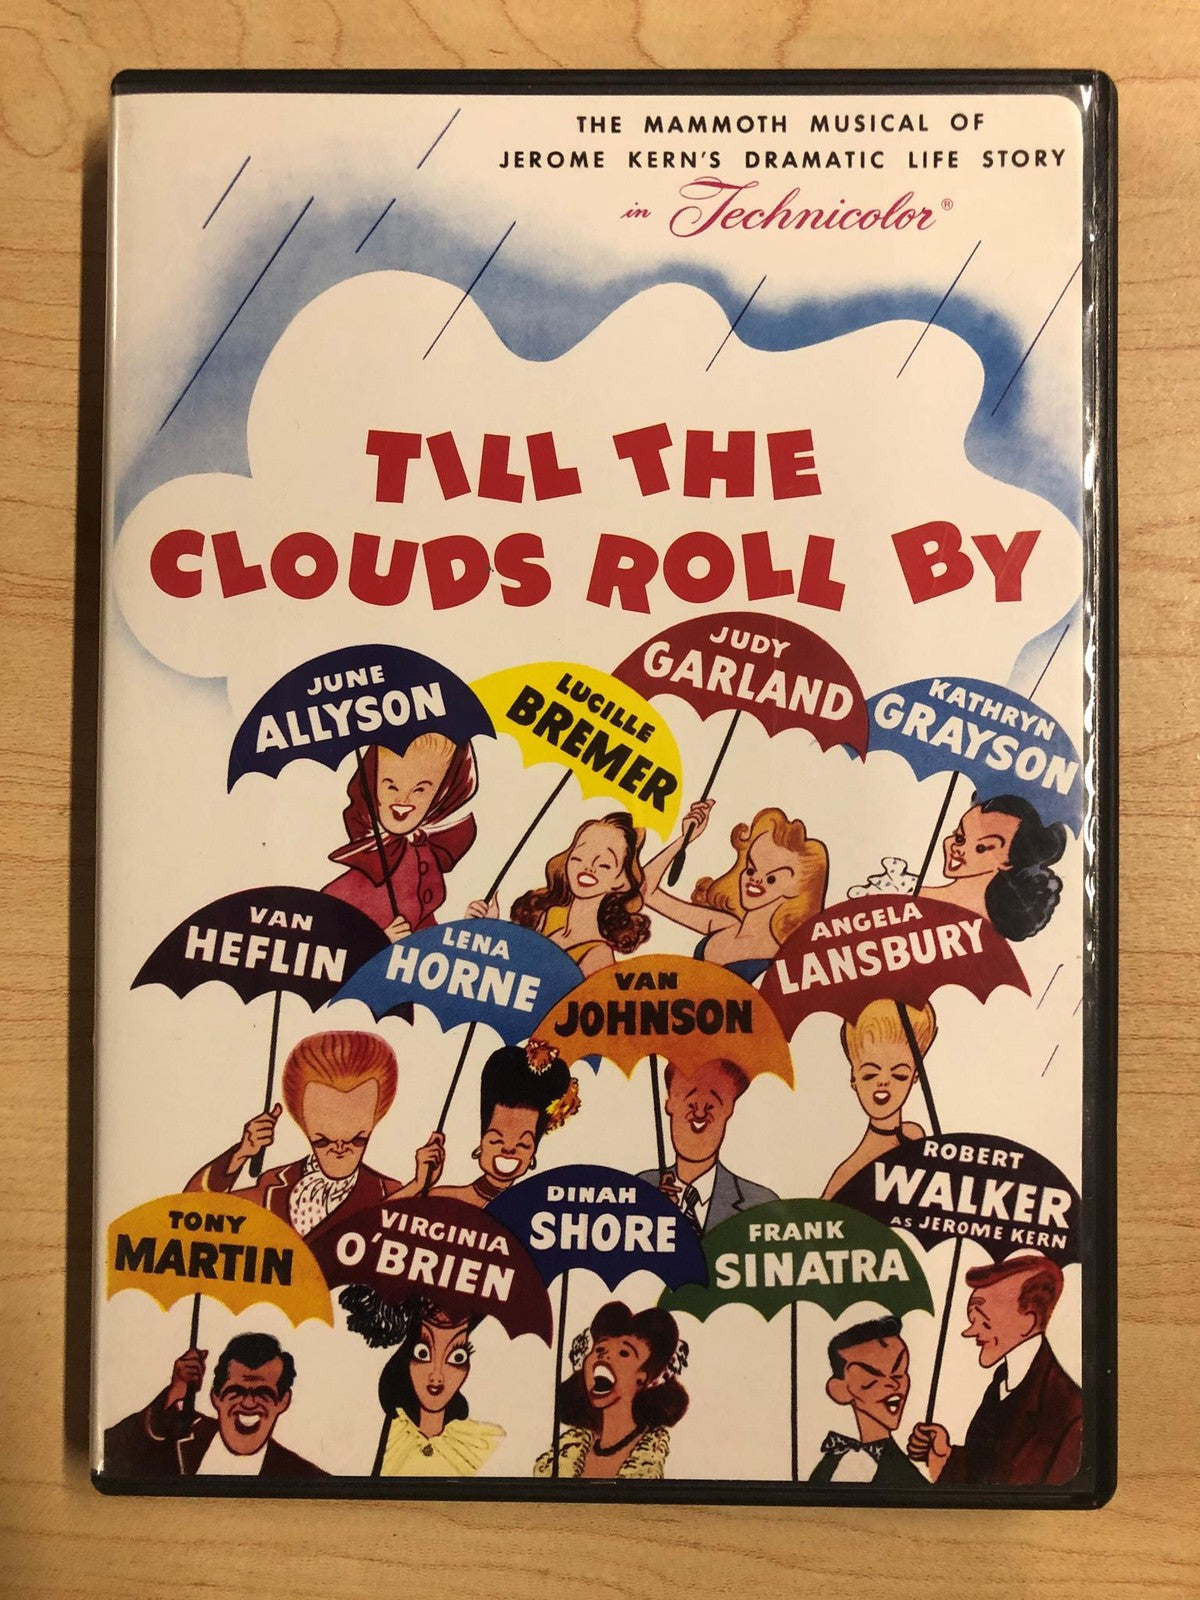 THE MAMMOTH MUSICAL OF
JEROME KERN'S DRAMATIC LIFE STORY
in Technicolor®
TILL THE
CLOUDS ROLL BY
JUNE
ALLYSON
LUCILLE
BREMER
JUDY
GARLAND
KATHRYN
GRAYSON
VAN
HEFLIN
LENA
HORNE
VAN
JOHNSON
ANGELA
LANSBURY
TONY
MARTIN
VIRGINIA
O'BRIEN
DINAH
SHORE
FRANK
SINATRA
ROBERT
WALKER
AS JEROME KERN